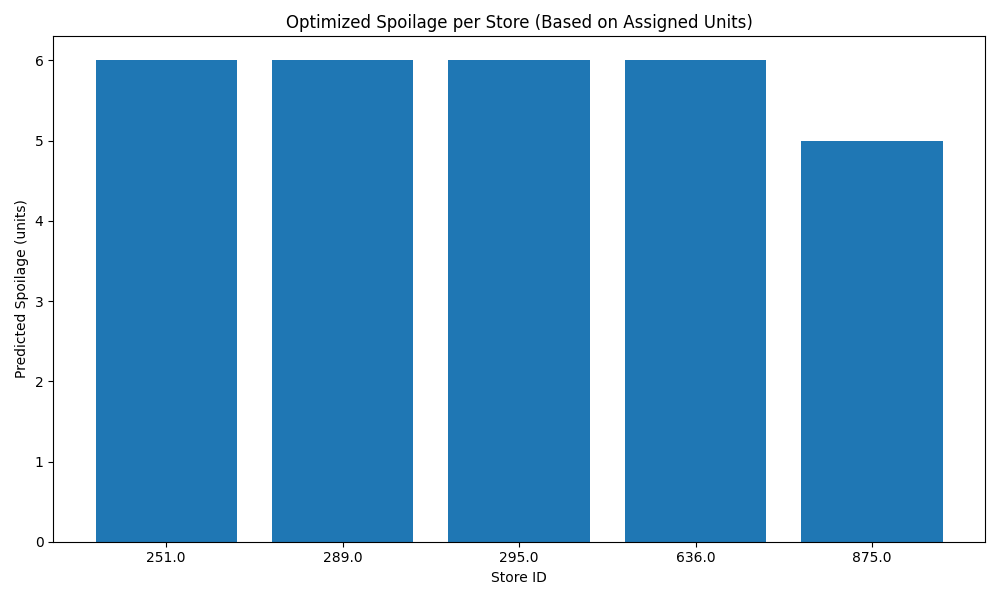 Optimized Spoilage per Store (Based on Assigned Units)
Predicted Spoilage (units)
6
5
4
3
2
1
0
251.0 289.0 295.0 636.0 875.0
Store ID